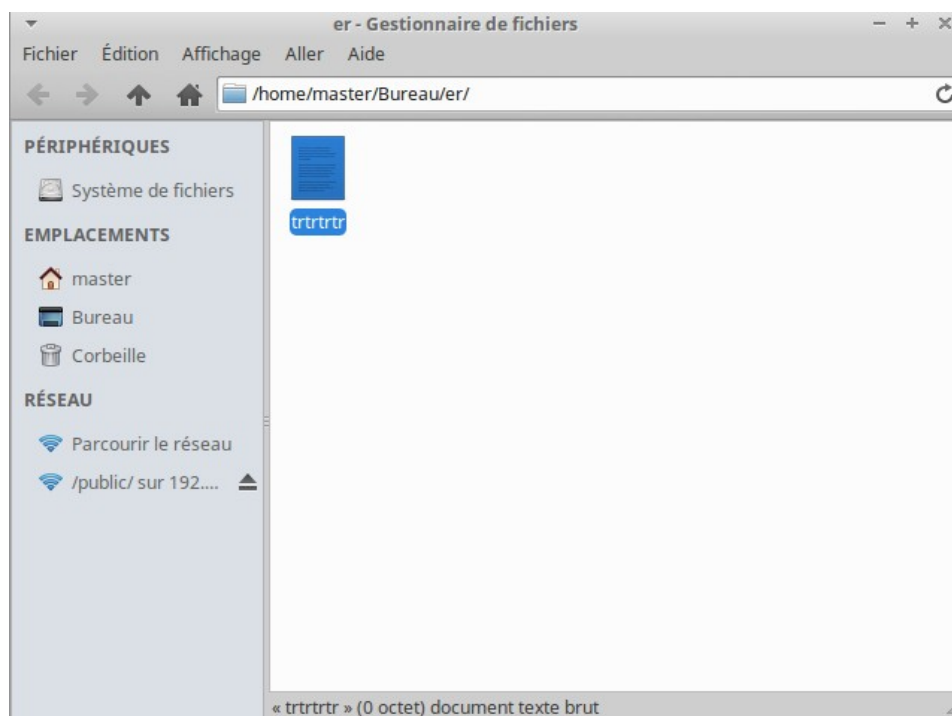 er - Gestionnaire de fichiers
Fichier Édition Affichage Aller Aide
/home/master/Bureau/er/
PÉRIPHÉRIQUES
Système de fichiers
EMPLACEMENTS
master
Bureau
Corbeille
RÉSEAU
Parcourir le réseau
/public/ sur 192....
trtrtrtr
« trtrtrtr » (0 octet) document texte brut